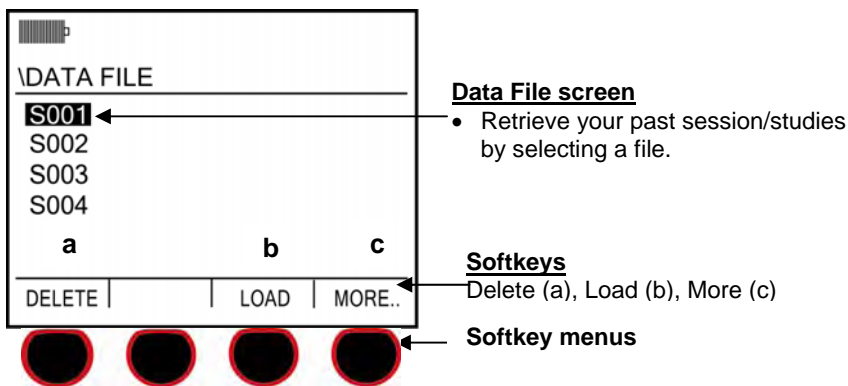 \DATA FILE
S001
S002
S003
S004
a b c
DELETE LOAD MORE..
Data File screen
• Retrieve your past session/studies
by selecting a file.
Softkeys
Delete (a), Load (b), More (c)
Softkey menus